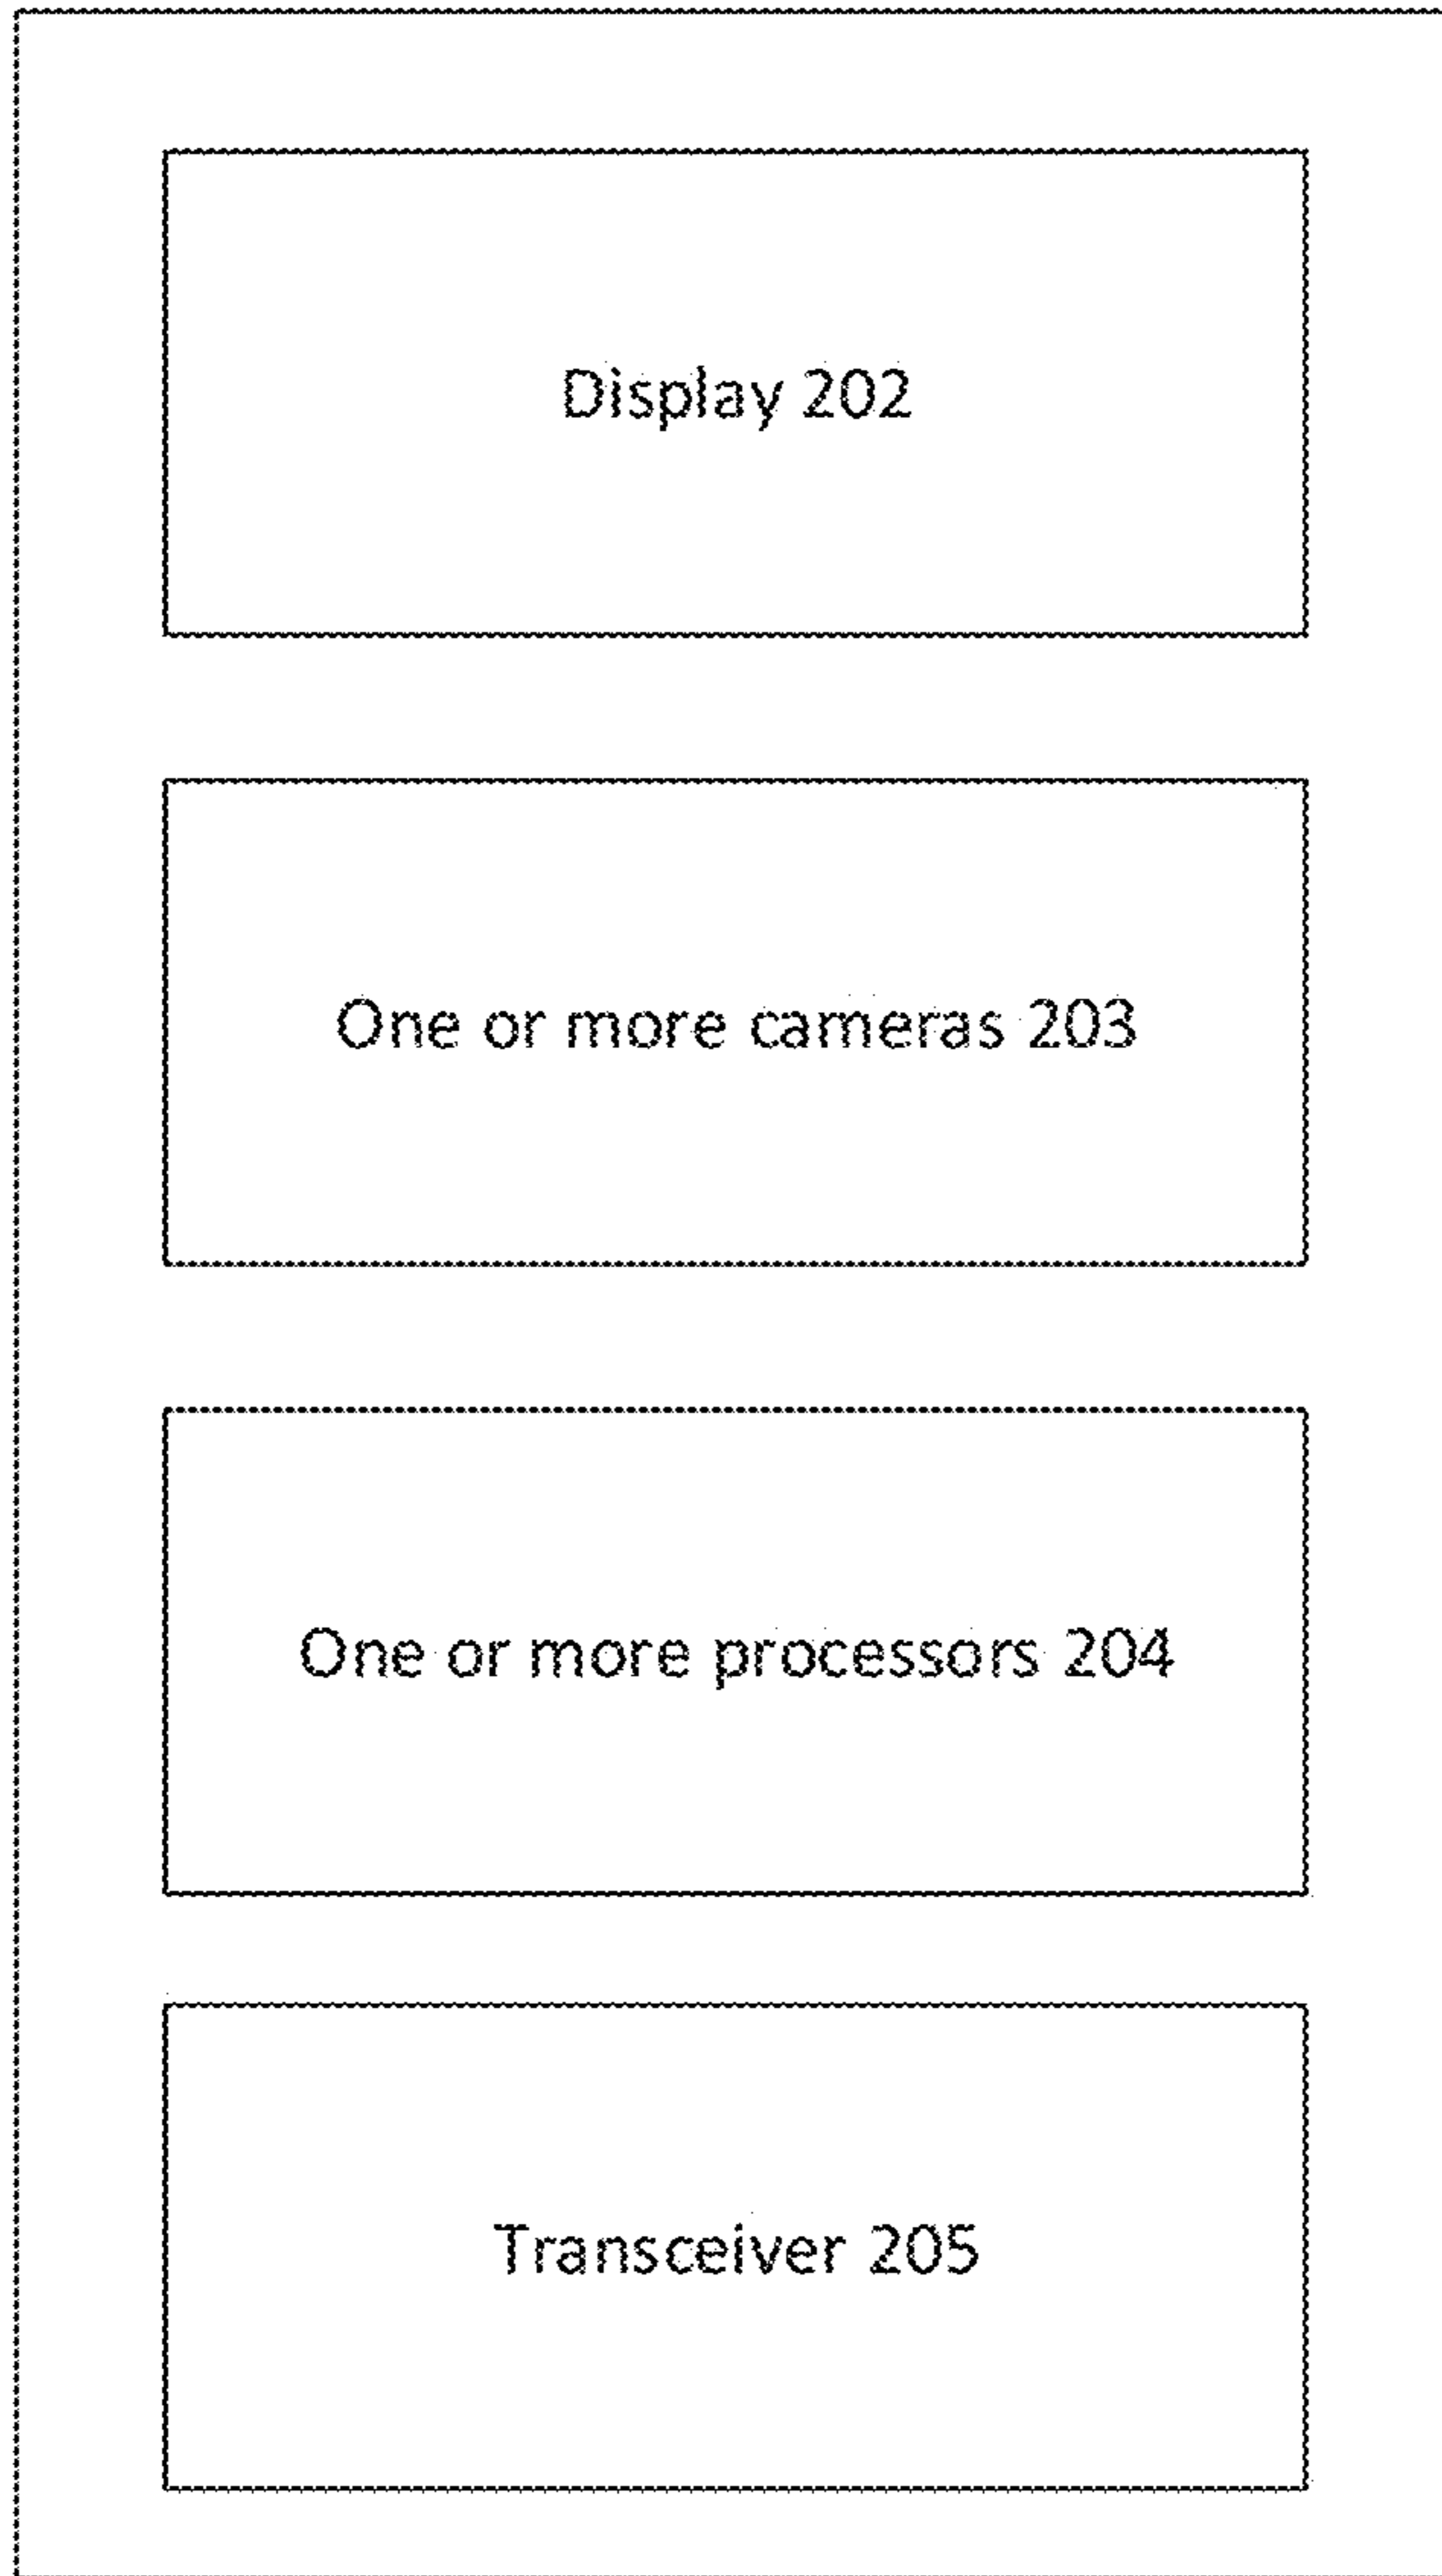 Display 202
One or more cameras 203
One or more processors 204
Transceiver 205